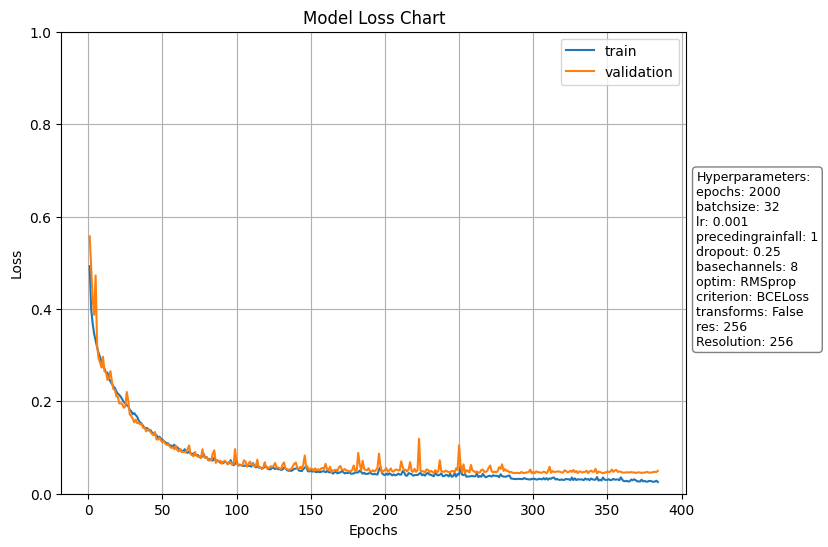 Model Loss Chart
1.0
0.8
0.6
0.4
0.2
0.0
Loss
0 50 100 150 200 250 300 350 400
Epochs
train
validation
Hyperparameters:
epochs: 2000
batchsize: 32
lr: 0.001
precedingrainfall: 1
dropout: 0.25
basechannels: 8
optim: RMSprop
criterion: BCELoss
transforms: False
res: 256
Resolution: 256